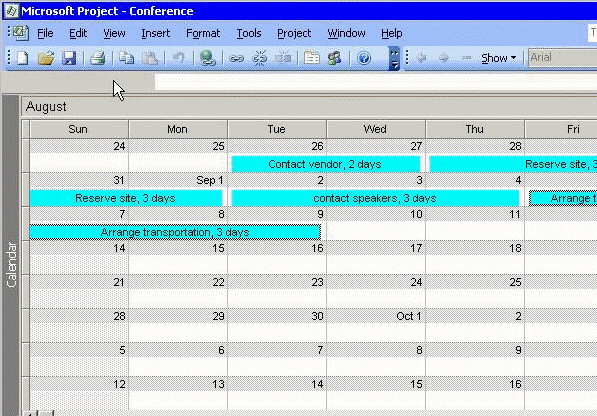 Microsoft Project - Conference
File Edit View Insert Format Tools Project Window Help T
Show Arial
August
Sun Mon Tue Wed Thu Fri
24 25 26 27 28
Contact vendor, 2 days Reserve site, 3
31 Sep 1 2 3 4
Reserve site, 3 days contact speakers, 3 days Arrange t
7 8 9 10 11
Arrange transportation, 3 days
14 15 16 17 18
21 22 23 24 25
28 29 30 Oct 1 2
5 6 7 8 9
12 13 14 15 16
Calendar